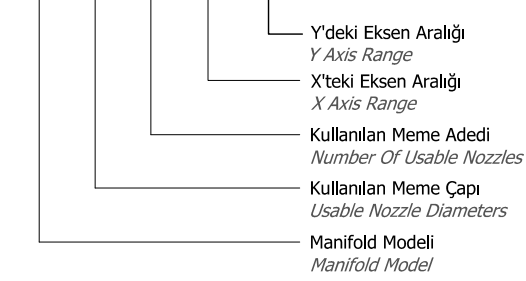 Y'deki Eksen Aralığı
Y Axis Range
X'teki Eksen Aralığı
X Axis Range
Kullanılan Meme Adedi
Number Of Usable Nozzles
Kullanılan Meme Çapı
Usable Nozzle Diameters
Manifold Modeli
Manifold Model